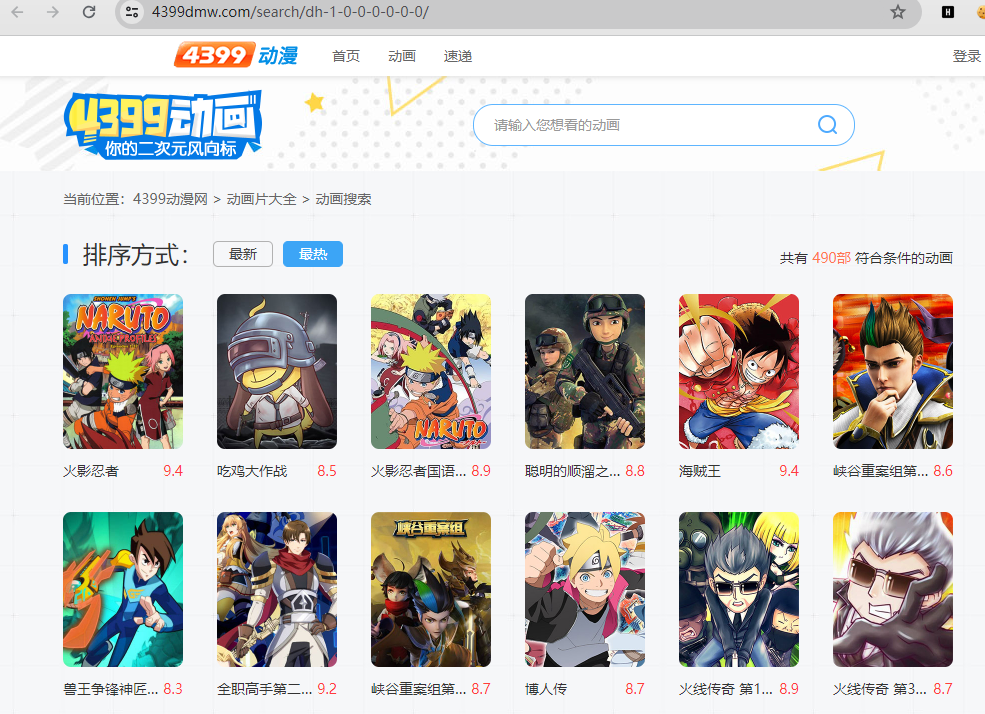 4399dmw.com/search/dh-1-0-0-0-0-0-0/
4399 动漫 首页 动画 速递 登录
4399动画
你的二次元风向标
请输入您想看的动画
当前位置: 4399动漫网 > 动画片大全 > 动画搜索
排序方式: 最新 最热
共有 490部 符合条件的动画
SHONEN JUMP'S
NARUTO
ANIME PROFILES
NARUTO
火影忍者 9.4
吃鸡大作战 8.5
火影忍者国语... 8.9
聪明的顺溜之... 8.8
海贼王 9.4
峡谷重案组第... 8.6
峡谷重案组
兽王争锋神匠... 8.3
全职高手第二... 9.2
峡谷重案组第... 8.7
博人传 8.7
火线传奇 第1... 8.9
火线传奇 第3... 8.7